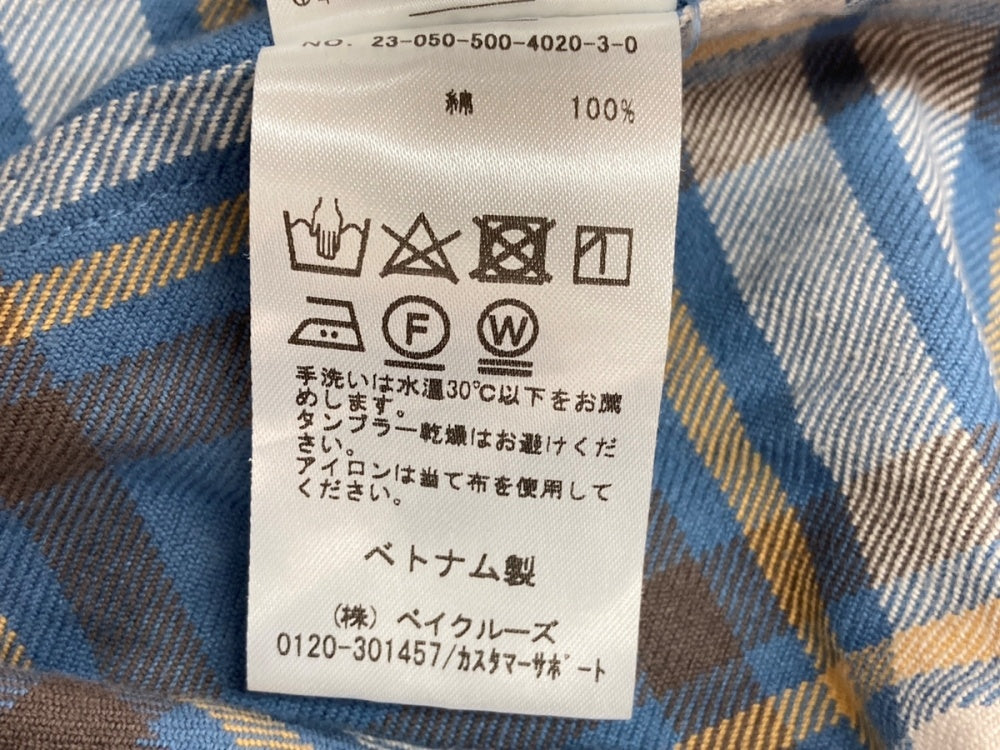 NO. 23-050-500-4020-3-0
綿 100%
F W
手洗いは水温30℃以下をお薦
めします。
タンブラー乾燥はお避けくだ
さい。
アイロンは当て布を使用して
ください。
ベトナム製
(株) ベイクルーズ
0120-301457/カスタマーサポート